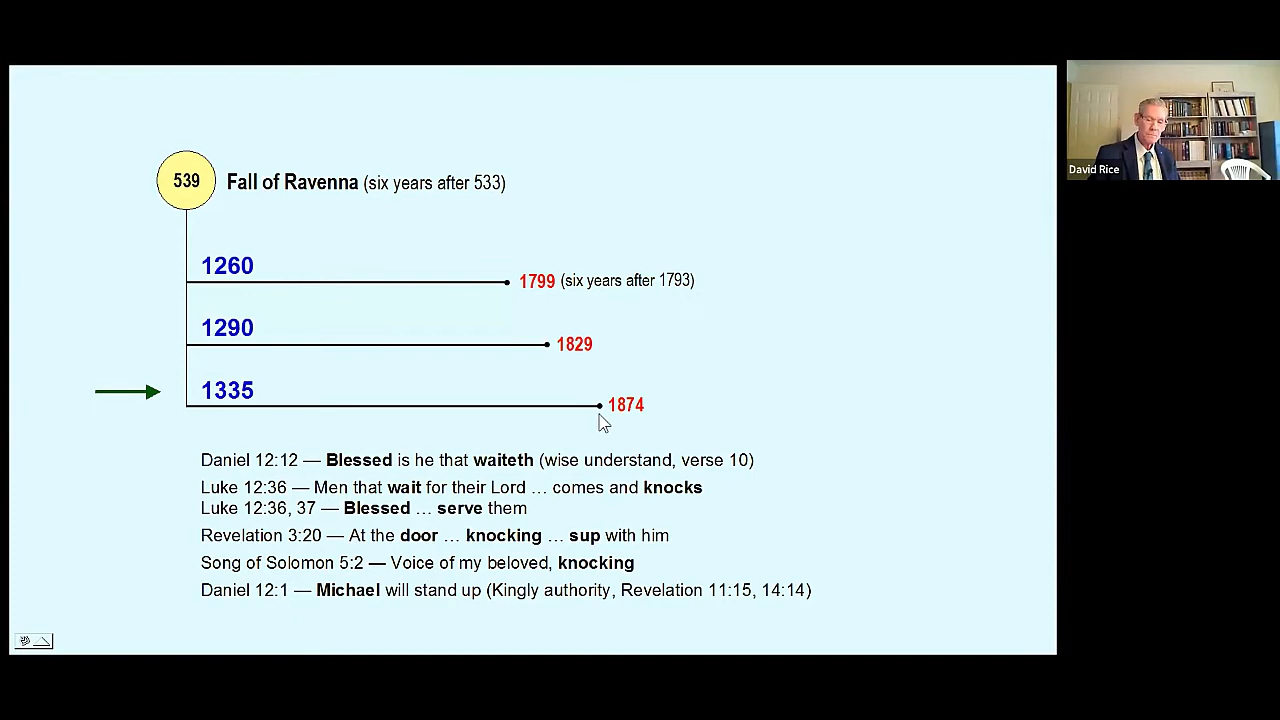 539 Fall of Ravenna (six years after 533)
1260
1799 (six years after 1793)
1290
1829
1335
1874
Daniel 12:12 — Blessed is he that waiteth (wise understand, verse 10)
Luke 12:36 — Men that wait for their Lord … comes and knocks
Luke 12:36, 37 — Blessed … serve them
Revelation 3:20 — At the door … knocking … sup with him
Song of Solomon 5:2 — Voice of my beloved, knocking
Daniel 12:1 — Michael will stand up (Kingly authority, Revelation 11:15, 14:14)
David Rice